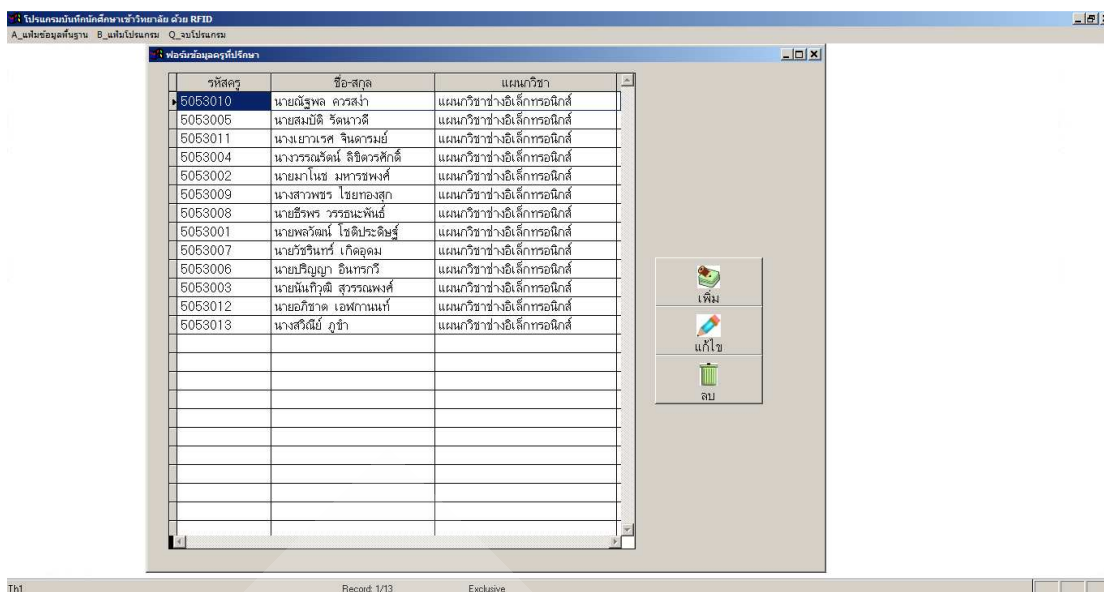 โปรแกรมบันทึกนักศึกษาเข้าวิทยาลัย ด้วย RFID
A_แฟ้มข้อมูลพื้นฐาน B_แฟ้มโปรแกรม Q_จบโปรแกรม
ฟอร์มข้อมูลครูที่ปรึกษา
รหัสครู ชื่อ-สกุล แผนกวิชา
5053010 นายณัฐพล ควรสง่า แผนกวิชาช่างอิเล็กทรอนิกส์
5053005 นายสมบัติ รัตนาวดี แผนกวิชาช่างอิเล็กทรอนิกส์
5053011 นางเยาวเรศ จินดารมย์ แผนกวิชาช่างอิเล็กทรอนิกส์
5053004 นางวรรณรัตน์ ลิขิตวรศักดิ์ แผนกวิชาช่างอิเล็กทรอนิกส์
5053002 นายมาโนช มหารชพงศ์ แผนกวิชาช่างอิเล็กทรอนิกส์
5053009 นางสาวพชร ไชยทองสุก แผนกวิชาช่างอิเล็กทรอนิกส์
5053008 นายธีรพร วรรธนะพันธ์ แผนกวิชาช่างอิเล็กทรอนิกส์
5053001 นายพลวัฒน์ โชติประดิษฐ์ แผนกวิชาช่างอิเล็กทรอนิกส์
5053007 นายวัชรินทร์ เกิดอุดม แผนกวิชาช่างอิเล็กทรอนิกส์
5053006 นายปริญญา อินทรกวี แผนกวิชาช่างอิเล็กทรอนิกส์
5053003 นายนันทิวุฒิ สุวรรณพงศ์ แผนกวิชาช่างอิเล็กทรอนิกส์
5053012 นายอภิชาต เอฬกานนท์ แผนกวิชาช่างอิเล็กทรอนิกส์
5053013 นางสวิณีย์ ภูขำ แผนกวิชาช่างอิเล็กทรอนิกส์
เพิ่ม
แก้ไข
ลบ
Th1 Record: 1/13 Exclusive